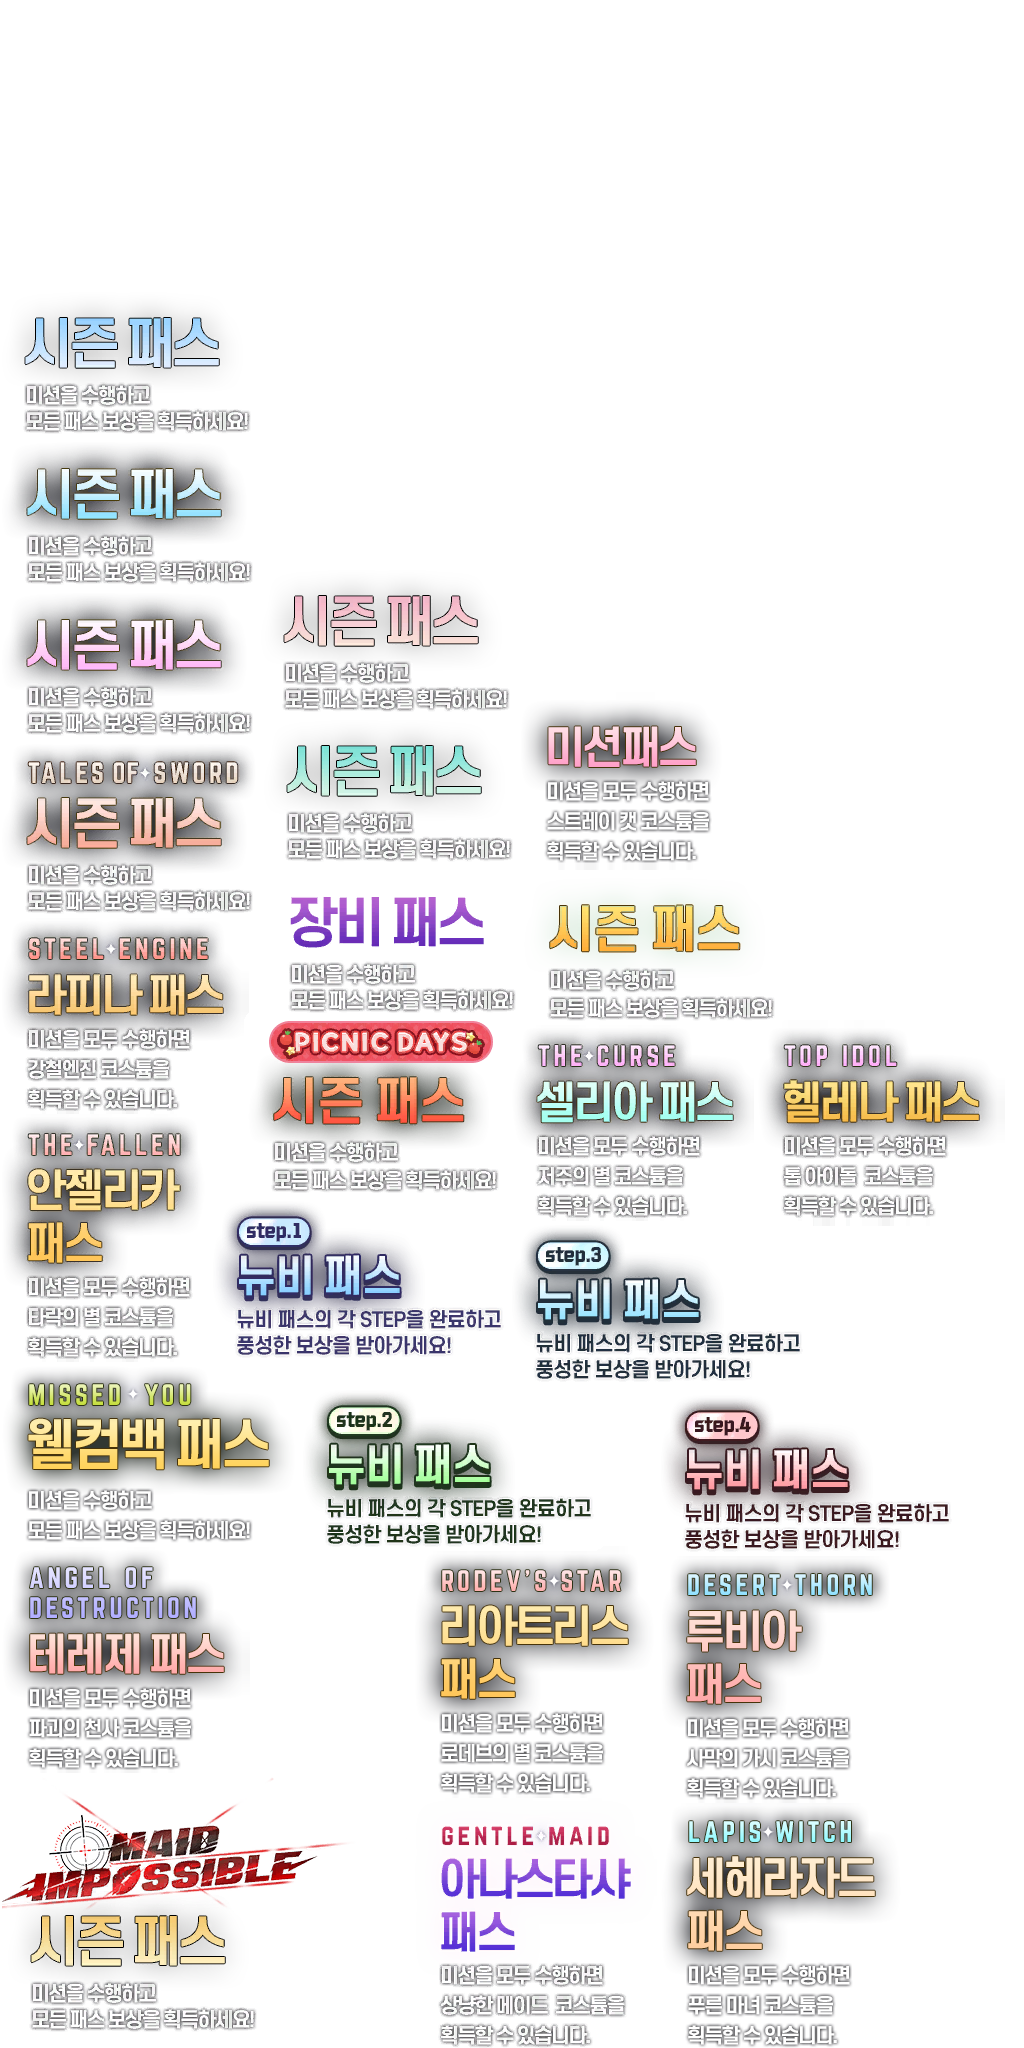 시즌 패스
미션을 수행하고
모든 패스 보상을 획득하세요!
시즌 패스
미션을 수행하고
모든 패스 보상을 획득하세요!
시즌 패스
미션을 수행하고
모든 패스 보상을 획득하세요!
TALES OF SWORD
시즌 패스
미션을 수행하고
모든 패스 보상을 획득하세요!
STEEL ENGINE
라피나 패스
미션을 모두 수행하면
강철엔진 코스튬을
획득할 수 있습니다.
THE FALLEN
안젤리카
패스
미션을 모두 수행하면
타락의 별 코스튬을
획득할 수 있습니다.
MISSED YOU
웰컴백 패스
미션을 수행하고
모든 패스 보상을 획득하세요!
ANGEL OF
DESTRUCTION
테레제 패스
미션을 모두 수행하면
파괴의 천사 코스튬을
획득할 수 있습니다.
MAID
IMPOSSIBLE
시즌 패스
미션을 수행하고
모든 패스 보상을 획득하세요!
시즌 패스
미션을 수행하고
모든 패스 보상을 획득하세요!
시즌 패스
미션을 수행하고
모든 패스 보상을 획득하세요!
장비 패스
미션을 수행하고
모든 패스 보상을 획득하세요!
PICNIC DAYS
시즌 패스
미션을 수행하고
모든 패스 보상을 획득하세요!
step.1
뉴비 패스
뉴비 패스의 각 STEP을 완료하고
풍성한 보상을 받아가세요!
step.2
뉴비 패스
뉴비 패스의 각 STEP을 완료하고
풍성한 보상을 받아가세요!
미션패스
미션을 모두 수행하면
스트레이 캣 코스튬을
획득할 수 있습니다.
시즌 패스
미션을 수행하고
모든 패스 보상을 획득하세요!
THE CURSE
셀리아 패스
미션을 모두 수행하면
저주의 별 코스튬을
획득할 수 있습니다.
TOP IDOL
헬레나 패스
미션을 모두 수행하면
톱 아이돌 코스튬을
획득할 수 있습니다.
step.3
뉴비 패스
뉴비 패스의 각 STEP을 완료하고
풍성한 보상을 받아가세요!
step.4
뉴비 패스
뉴비 패스의 각 STEP을 완료하고
풍성한 보상을 받아가세요!
RODEV'S STAR
리아트리스
패스
미션을 모두 수행하면
로데브의 별 코스튬을
획득할 수 있습니다.
DESERT THORN
루비아
패스
미션을 모두 수행하면
사막의 가시 코스튬을
획득할 수 있습니다.
GENTLE MAID
아나스타샤
패스
미션을 모두 수행하면
상냥한 메이드 코스튬을
획득할 수 있습니다.
LAPIS WITCH
세헤라자드
패스
미션을 모두 수행하면
푸른 마녀 코스튬을
획득할 수 있습니다.